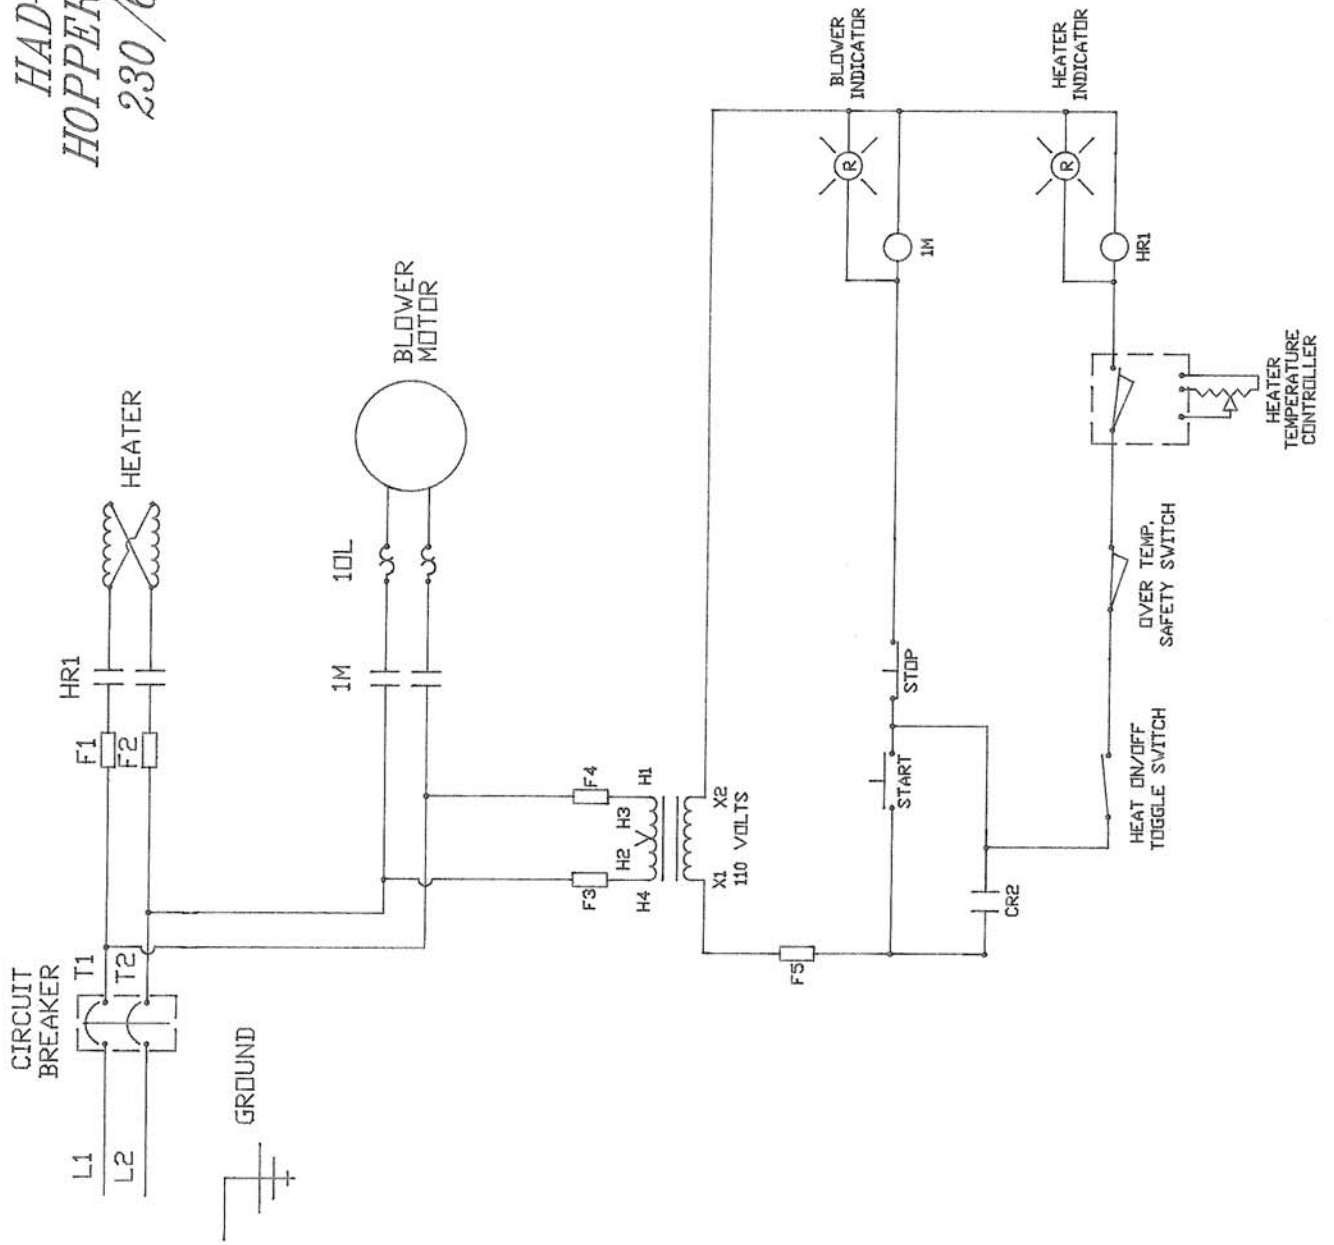 HAD-
HOPPER
230/6
CIRCUIT
BREAKER
L1
L2
T1
T2
GROUND
F1
F2
HR1
HEATER
1M
1OL
BLOWER
MOTOR
F3
F4
H4
H2
H3
H1
X1
X2
110 VOLTS
F5
START
STOP
1M
BLOWER
INDICATOR
R
CR2
HEAT ON/OFF
TOGGLE SWITCH
OVER TEMP.
SAFETY SWITCH
HEATER
TEMPERATURE
CONTROLLER
HR1
R
HEATER
INDICATOR